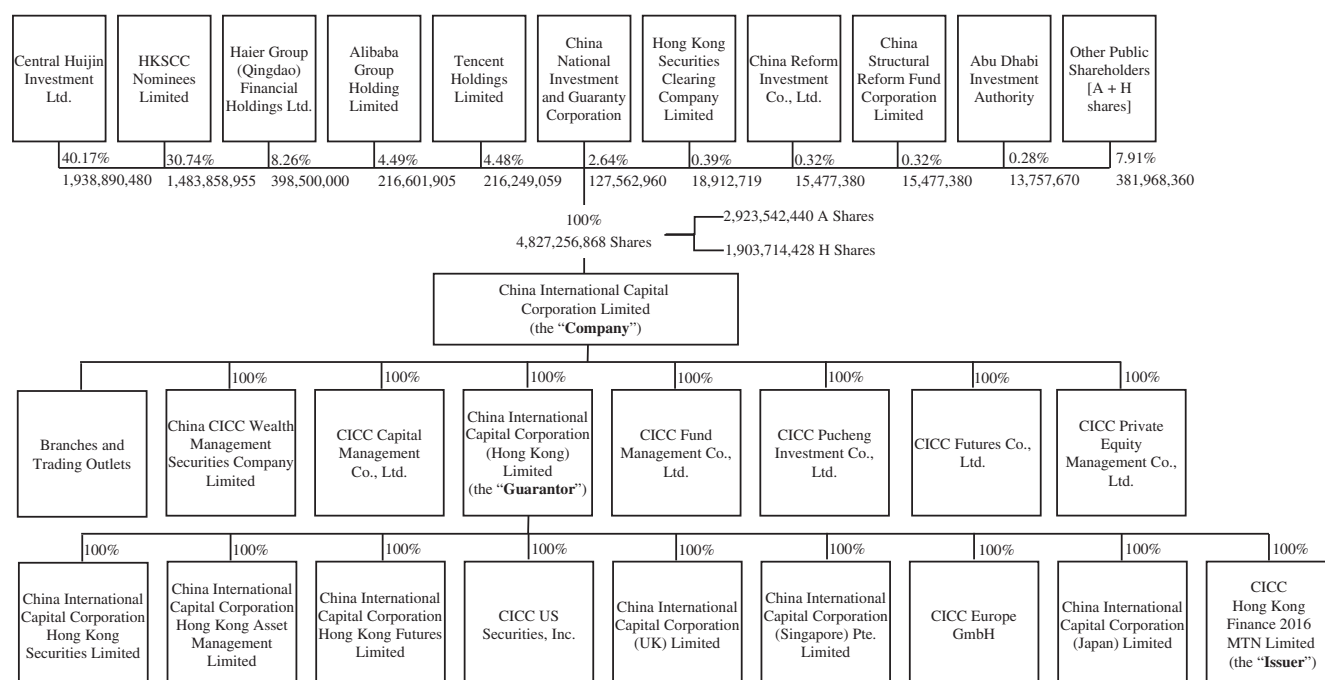 Central Huijin
Investment
Ltd.
HKSCC
Nominees
Limited
Haier Group
(Qingdao)
Financial
Holdings Ltd.
Alibaba
Group
Holding
Limited
Tencent
Holdings
Limited
China
National
Investment
and Guaranty
Corporation
Hong Kong
Securities
Clearing
Company
Limited
China Reform
Investment
Co., Ltd.
China
Structural
Reform Fund
Corporation
Limited
Abu Dhabi
Investment
Authority
Other Public
Shareholders
[A + H
shares]
40.17%
30.74%
8.26%
4.49%
4.48%
2.64%
0.39%
0.32%
0.32%
0.28%
7.91%
1,938,890,480
1,483,858,955
398,500,000
216,601,905
216,249,059
127,562,960
18,912,719
15,477,380
15,477,380
13,757,670
381,968,360
100%
4,827,256,868 Shares
2,923,542,440 A Shares
1,903,714,428 H Shares
China International Capital
Corporation Limited
(the “Company”)
100%
100%
100%
100%
100%
100%
100%
Branches and
Trading Outlets
China CICC Wealth
Management
Securities Company
Limited
CICC Capital
Management
Co., Ltd.
China International
Capital Corporation
(Hong Kong)
Limited
(the “Guarantor”)
CICC Fund
Management Co.,
Ltd.
CICC Pucheng
Investment Co.,
Ltd.
CICC Futures Co.,
Ltd.
CICC Private
Equity
Management Co.,
Ltd.
100%
100%
100%
100%
100%
100%
100%
100%
100%
China International
Capital Corporation
Hong Kong
Securities Limited
China International
Capital Corporation
Hong Kong Asset
Management
Limited
China International
Capital Corporation
Hong Kong Futures
Limited
CICC US
Securities, Inc.
China International
Capital Corporation
(UK) Limited
China International
Capital Corporation
(Singapore) Pte.
Limited
CICC Europe
GmbH
China International
Capital Corporation
(Japan) Limited
CICC
Hong Kong
Finance 2016
MTN Limited
(the “Issuer”)